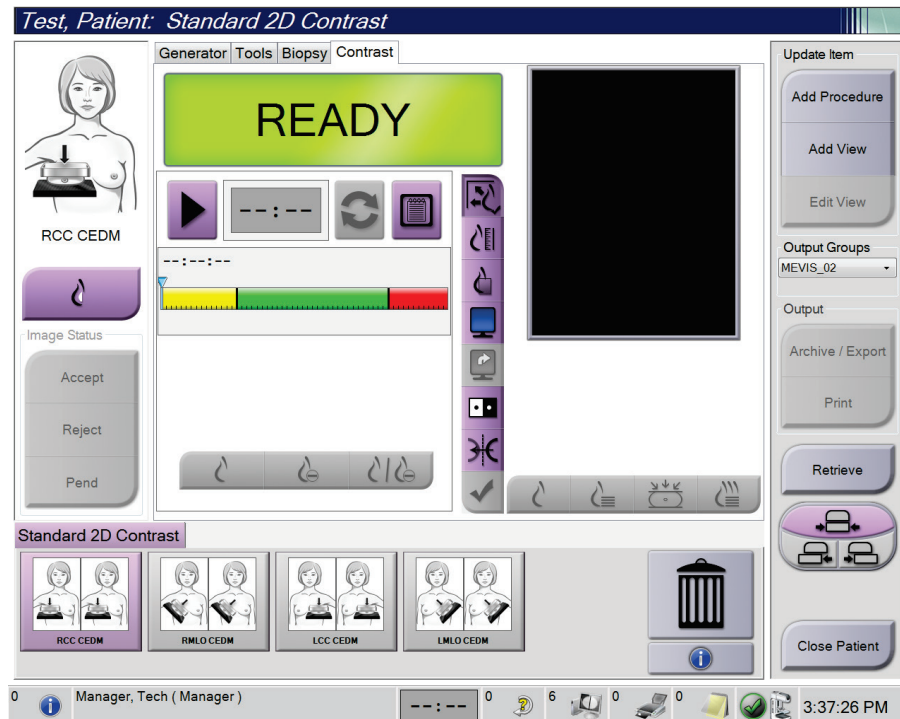 Test, Patient: Standard 2D Contrast
Generator Tools Biopsy Contrast
READY
--:--
--:--:--
RCC CEDM
Image Status
Accept
Reject
Pend
Update Item
Add Procedure
Add View
Edit View
Output Groups
MEVIS_02
Output
Archive / Export
Print
Retrieve
Close Patient
Standard 2D Contrast
RCC CEDM
RMLO CEDM
LCC CEDM
LMLO CEDM
0 Manager, Tech ( Manager ) --:-- 0 6 0 0 3:37:26 PM